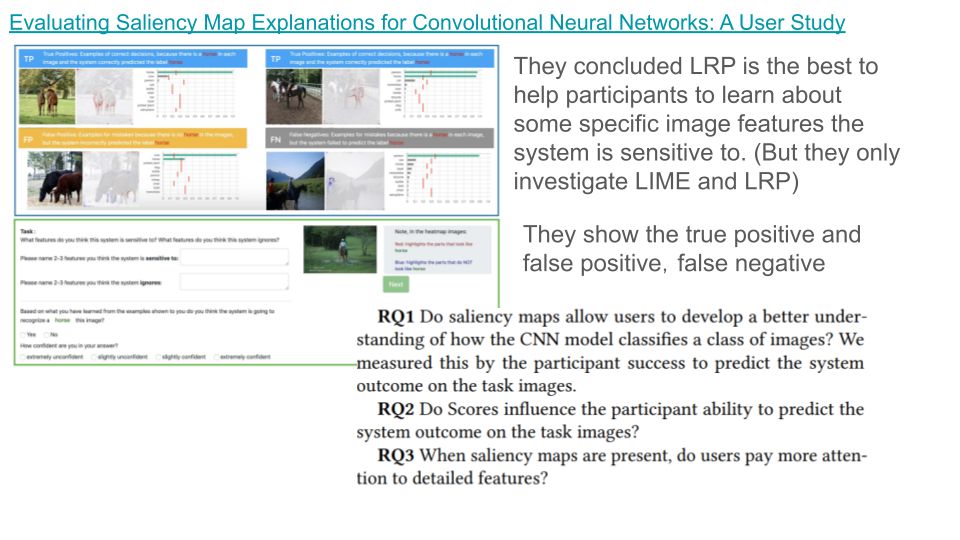 Evaluating Saliency Map Explanations for Convolutional Neural Networks: A User Study
TP
True Positives: Examples of correct decisions, because there is a horse in each
image and the system correctly predicted the label horse
TP
True Positives: Examples of correct decisions, because there is a horse in each
image and the system correctly predicted the label horse
FP
False Positive: Examples for mistakes because there is no horse in the images,
but the system incorrectly predicted the label horse
FN
False Negatives: Examples for mistakes because there is a horse in each image,
but the system failed to predict the label horse
They concluded LRP is the best to
help participants to learn about
some specific image features the
system is sensitive to. (But they only
investigate LIME and LRP)
Task :
What features do you think this system is sensitive to? What features do you think this system ignores?
Please name 2-3 features you think the system is sensitive to:
Please name 2-3 features you think the system ignores:
Note, in the heatmap images:
Red: highlights the parts that look like
horse
Blue: highlights the parts that do NOT
look like horse
Next
Based on what you have learned from the examples shown to you do you think the system is going to
recognize a horse this image?
Yes No
How confident are you in your answer?
extremely unconfident slightly unconfident slightly confident extremely confident
They show the true positive and
false positive, false negative
RQ1 Do saliency maps allow users to develop a better under-
standing of how the CNN model classifies a class of images? We
measured this by the participant success to predict the system
outcome on the task images.
RQ2 Do Scores influence the participant ability to predict the
system outcome on the task images?
RQ3 When saliency maps are present, do users pay more atten-
tion to detailed features?